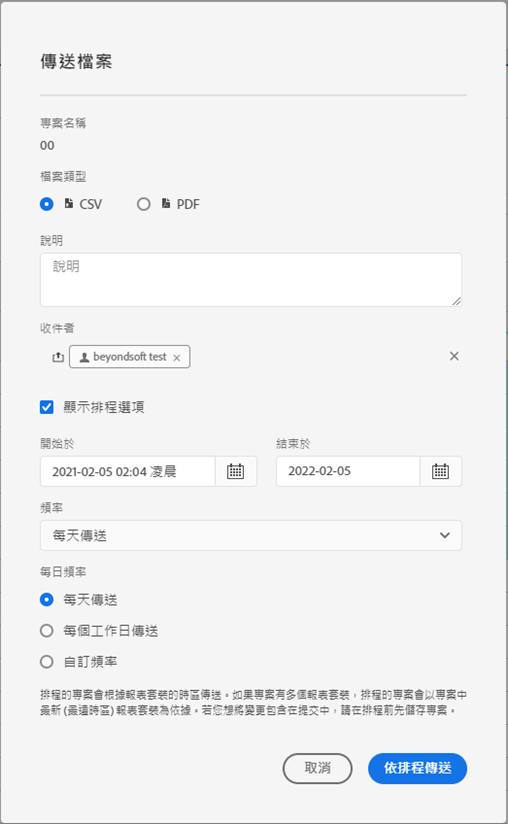 傳送檔案
專案名稱
00
檔案類型
CSV PDF
說明
說明
收件者
beyondsoft test
顯示排程選項
開始於 結束於
2021-02-05 02:04 凌晨 2022-02-05
頻率
每天傳送
每日頻率
每天傳送
每個工作日傳送
自訂頻率
排程的專案會根據報表套裝的時區傳送。如果專案有多個報表套裝，排程的專案會以專案中
最新 (最遠時區) 報表套裝為依據。若您想將變更包含在提交中，請在排程前先儲存專案。
取消 依排程傳送